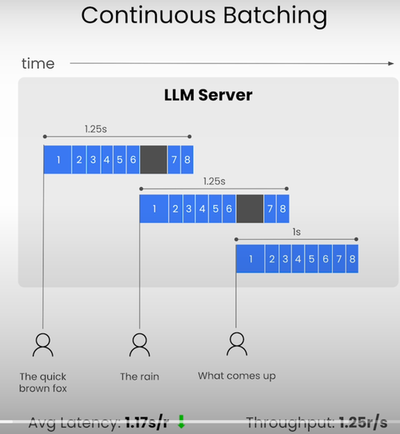 Continuous Batching
time
LLM Server
1.25s
1 2 3 4 5 6 7 8
1.25s
1 2 3 4 5 6 7 8
1s
1 2 3 4 5 6 7 8
The quick
brown fox
The rain
What comes up
Avg Latency: 1.17s/r
Throughput: 1.25r/s